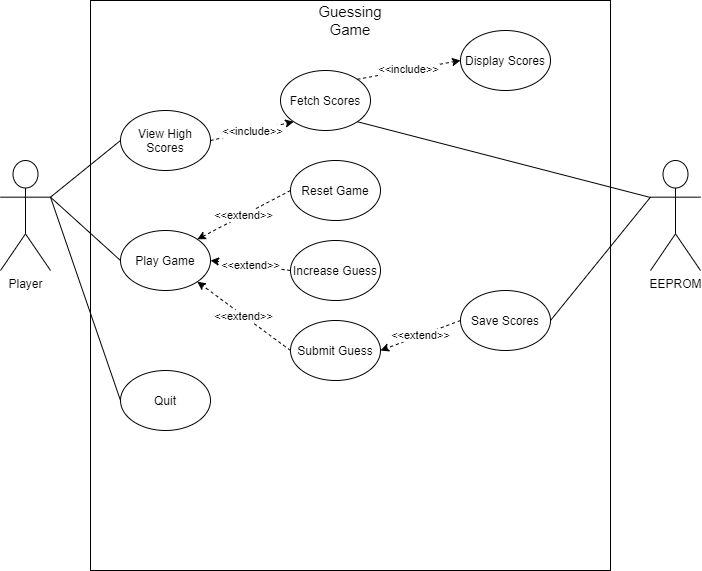 Guessing
Game
Display Scores
<<include>>
Fetch Scores
View High
Scores
<<include>>
Reset Game
<<extend>>
Play Game
<<extend>>
Increase Guess
Player
EEPROM
<<extend>>
Submit Guess
<<extend>>
Save Scores
Quit